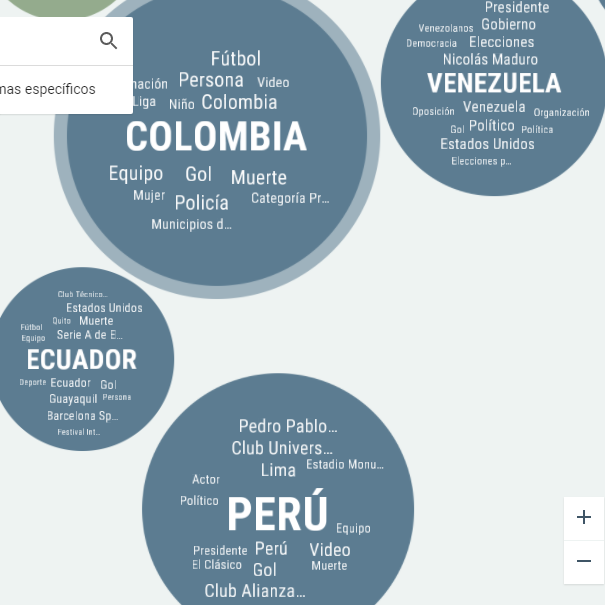 mas específicos
Fútbol
Persona
Video
nación
Liga
Niño
Colombia
COLOMBIA
Equipo
Gol
Muerte
Mujer
Policía
Categoría Pr...
Municipios d...
Presidente
Venezolanos
Gobierno
Democracia
Elecciones
Nicolás Maduro
VENEZUELA
Oposición
Venezuela
Organización
Gol
Político
Política
Estados Unidos
Elecciones p...
Club Técnico...
Estados Unidos
Fútbol
Quito
Muerte
Equipo
Serie A de E...
ECUADOR
Deporte
Ecuador
Gol
Guayaquil
Persona
Barcelona Sp...
Festival Int...
Pedro Pablo...
Club Univers...
Lima
Estadio Monu...
Actor
Político
PERÚ
Equipo
Presidente
Perú
Video
El Clásico
Gol
Muerte
Club Alianza...